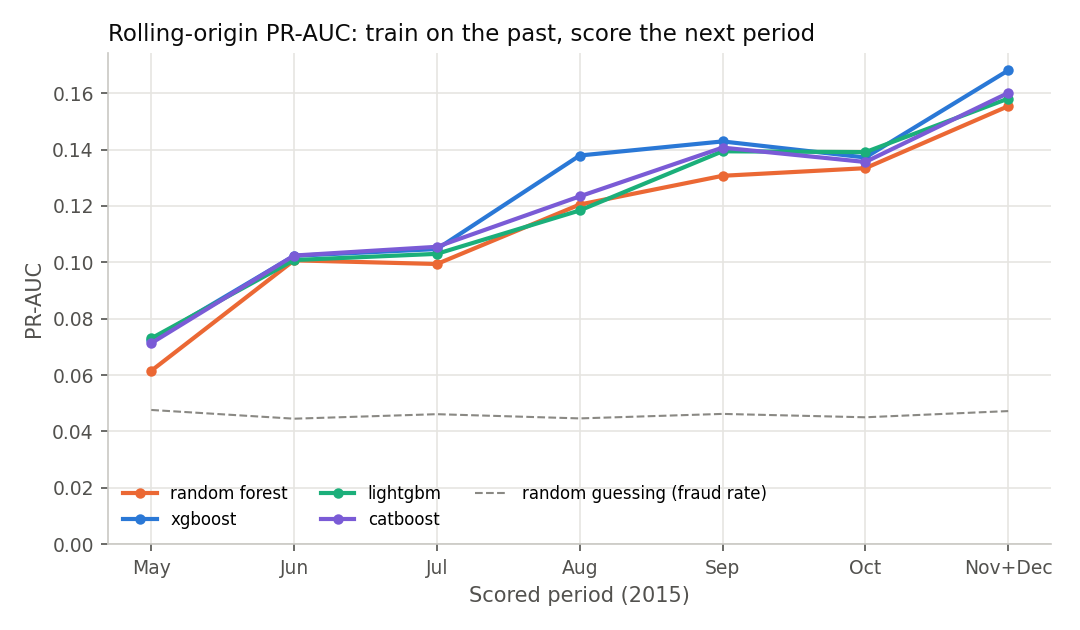 Rolling-origin PR-AUC: train on the past, score the next period
PR-AUC
0.16
0.14
0.12
0.10
0.08
0.06
0.04
0.02
0.00
random forest
xgboost
lightgbm
catboost
random guessing (fraud rate)
May Jun Jul Aug Sep Oct Nov+Dec
Scored period (2015)